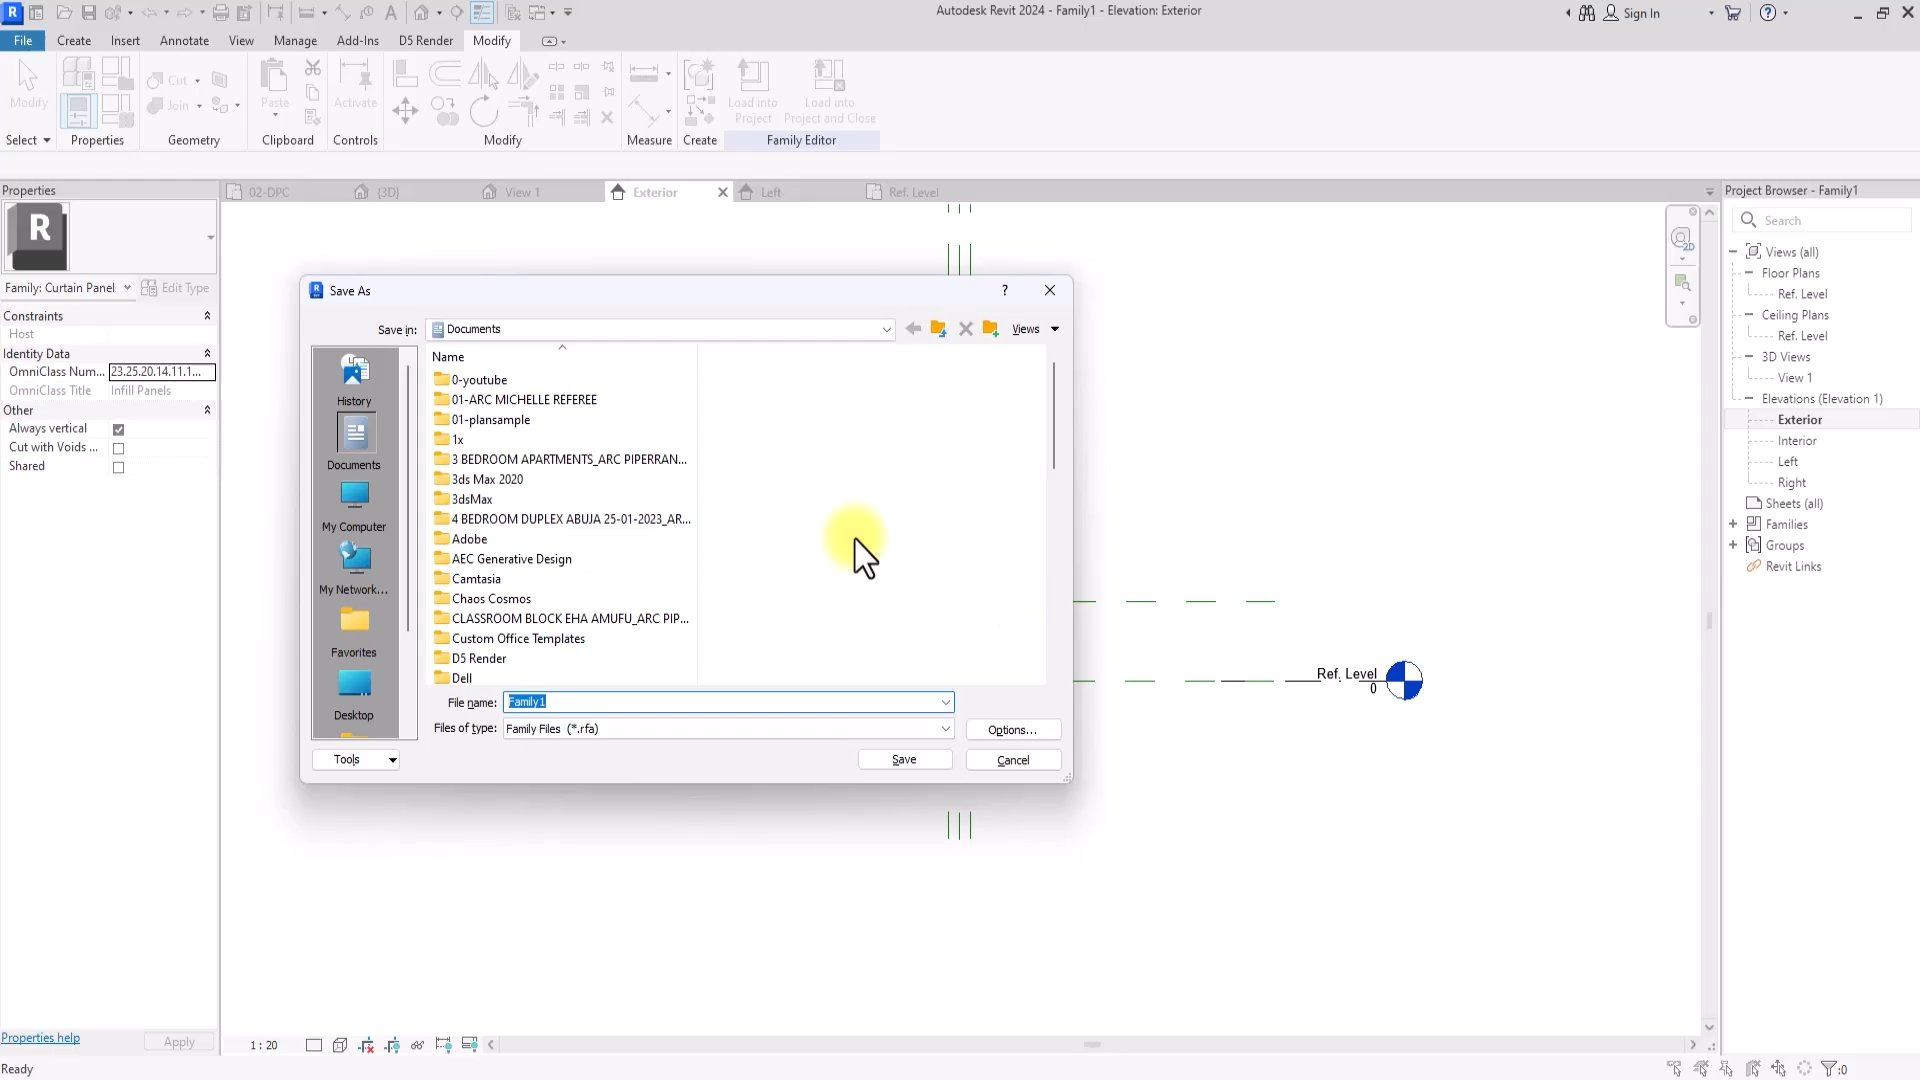 Autodesk Revit 2024 - Family1 - Elevation: Exterior
Sign In
File
Create
Insert
Annotate
View
Manage
Add-Ins
D5 Render
Modify
Modify
Cut
Join
Paste
Activate
Load into
Project
Load into
Project and Close
Select
Properties
Geometry
Clipboard
Controls
Modify
Measure
Create
Family Editor
Properties
02-DPC
{3D}
View 1
Exterior
Left
Ref. Level
Project Browser - Family1
R
Family: Curtain Panel
Edit Type
Constraints
Host
Identity Data
OmniClass Num...
23.25.20.14.11.1...
OmniClass Title
Infill Panels
Other
Always vertical
Cut with Voids ...
Shared
Save As
?
Save in:
Documents
Views
History
Documents
My Computer
My Network...
Favorites
Desktop
Name
0-youtube
01-ARC MICHELLE REFEREE
01-plansample
1x
3 BEDROOM APARTMENTS_ARC PIPERRAN...
3ds Max 2020
3dsMax
4 BEDROOM DUPLEX ABUJA 25-01-2023_AR...
Adobe
AEC Generative Design
Camtasia
Chaos Cosmos
CLASSROOM BLOCK EHA AMUFU_ARC PIP...
Custom Office Templates
D5 Render
Dell
File name:
Family1
Files of type:
Family Files (*.rfa)
Options...
Tools
Save
Cancel
Ref. Level
0
2D
Search
Views (all)
Floor Plans
Ref. Level
Ceiling Plans
Ref. Level
3D Views
View 1
Elevations (Elevation 1)
Exterior
Interior
Left
Right
Sheets (all)
Families
Groups
Revit Links
Properties help
Apply
1 : 20
Ready
:0